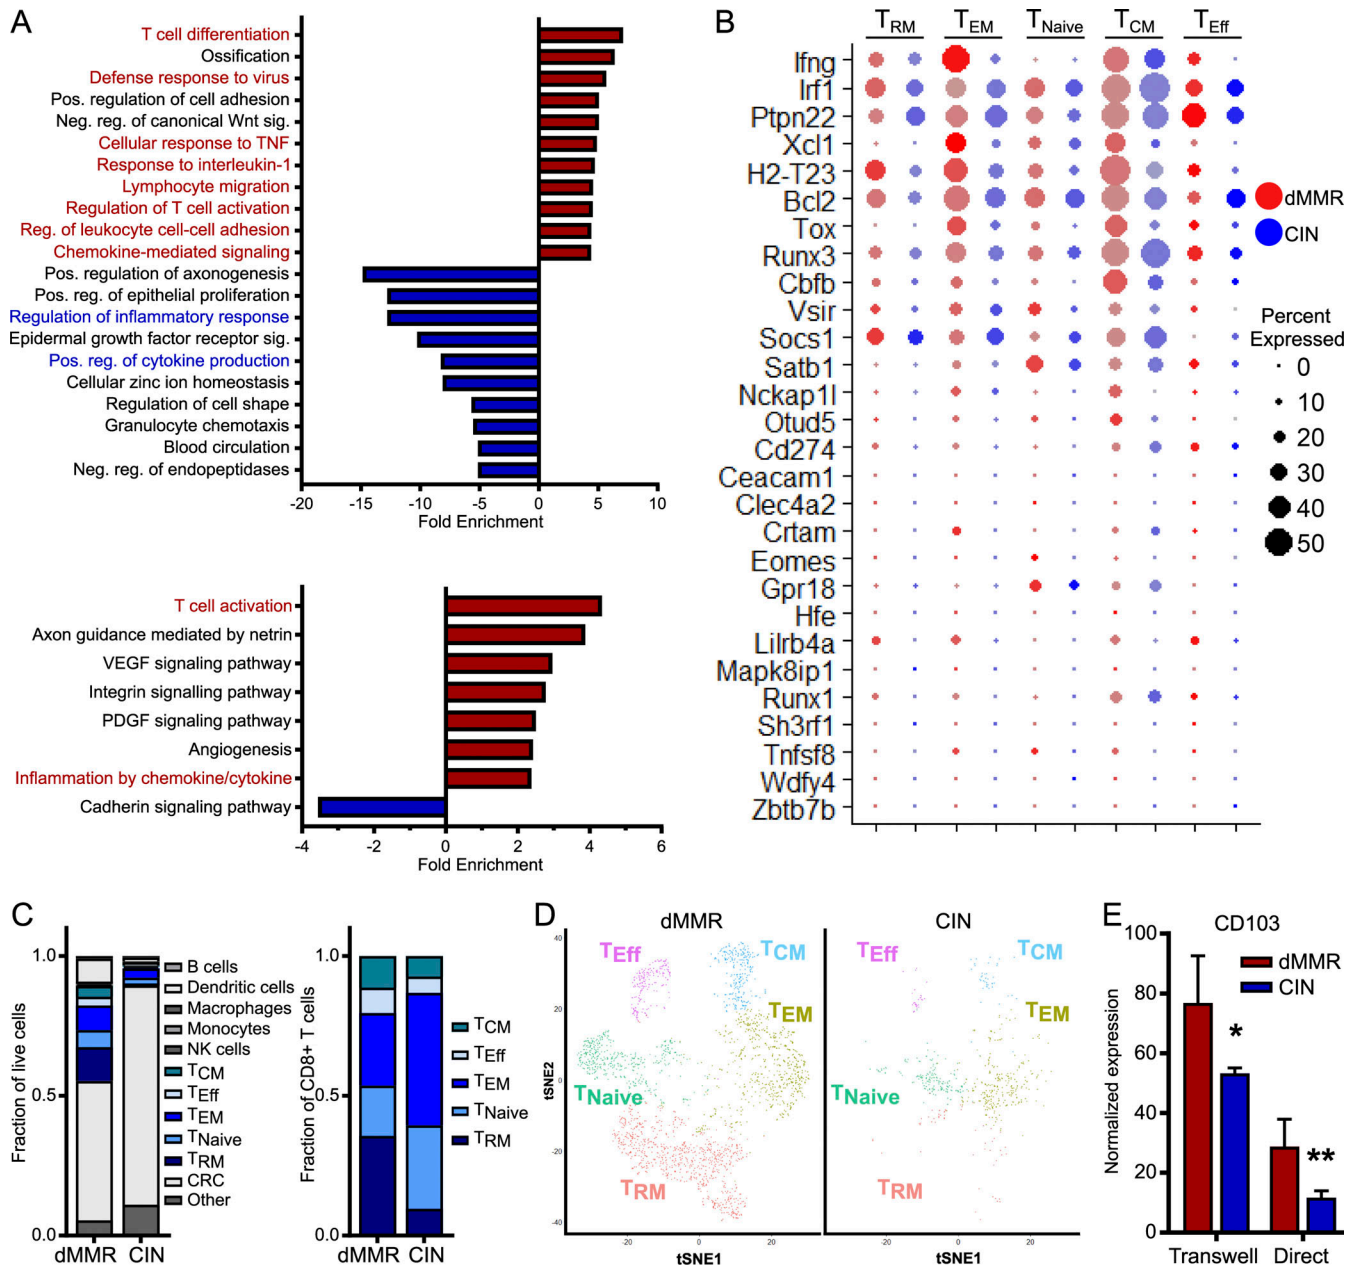 A
T cell differentiation
Ossification
Defense response to virus
Pos. regulation of cell adhesion
Neg. reg. of canonical Wnt sig.
Cellular response to TNF
Response to interleukin-1
Lymphocyte migration
Regulation of T cell activation
Reg. of leukocyte cell-cell adhesion
Chemokine-mediated signaling
Pos. regulation of axonogenesis
Pos. reg. of epithelial proliferation
Regulation of inflammatory response
Epidermal growth factor receptor sig.
Pos. reg. of cytokine production
Cellular zinc ion homeostasis
Regulation of cell shape
Granulocyte chemotaxis
Blood circulation
Neg. reg. of endopeptidases
-20 -15 -10 -5 0 5 10
Fold Enrichment
T cell activation
Axon guidance mediated by netrin
VEGF signaling pathway
Integrin signalling pathway
PDGF signaling pathway
Angiogenesis
Inflammation by chemokine/cytokine
Cadherin signaling pathway
-4 -2 0 2 4 6
Fold Enrichment
B
TRM TEM TNaive TCM TEff
Ifng
Irf1
Ptpn22
Xcl1
H2-T23
Bcl2
Tox
Runx3
Cbfb
Vsir
Socs1
Satb1
Nckap1l
Otud5
Cd274
Ceacam1
Clec4a2
Crtam
Eomes
Gpr18
Hfe
Lilrb4a
Mapk8ip1
Runx1
Sh3rf1
Tnfsf8
Wdfy4
Zbtb7b
dMMR
CIN
Percent
Expressed
0
10
20
30
40
50
C
Fraction of live cells
1.0
0.5
0.0
dMMR CIN
B cells
Dendritic cells
Macrophages
Monocytes
NK cells
TCM
TEff
TEM
TNaive
TRM
CRC
Other
Fraction of CD8+ T cells
1.0
0.5
0.0
dMMR CIN
TCM
TEff
TEM
TNaive
TRM
D
dMMR
CIN
tSNE2
40
20
0
-20
-40
TEff
TCM
TEM
TNaive
TRM
-20 0 20
tSNE1
TEff
TCM
TEM
TNaive
TRM
-20 0 20
tSNE1
E
CD103
Normalized expression
100
80
60
40
20
0
dMMR
CIN
*
**
Transwell Direct